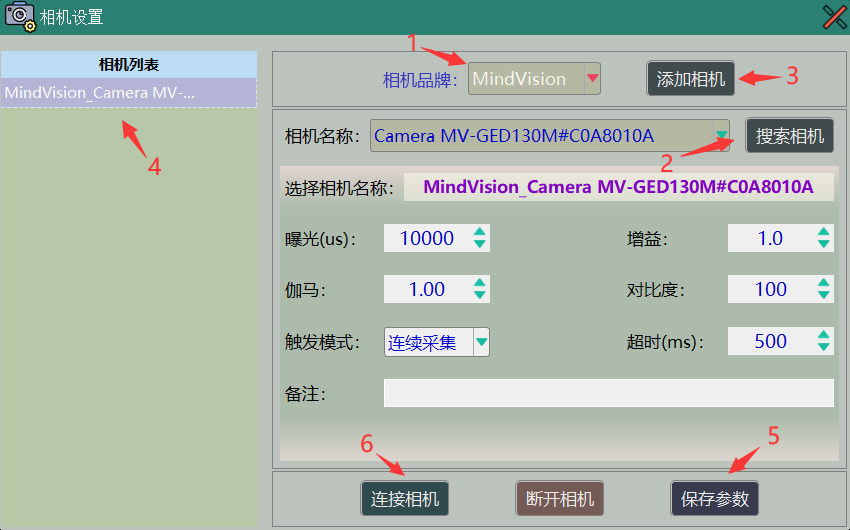 相机设置
相机列表
MindVision_Camera MV-...
4
1
相机品牌： MindVision 添加相机 3
相机名称： Camera MV-GED130M#C0A8010A 2 搜索相机
选择相机名称： MindVision_Camera MV-GED130M#C0A8010A
曝光(us)： 10000 增益： 1.0
伽马： 1.00 对比度： 100
触发模式： 连续采集 超时(ms)： 500
备注：
6 5
连接相机 断开相机 保存参数